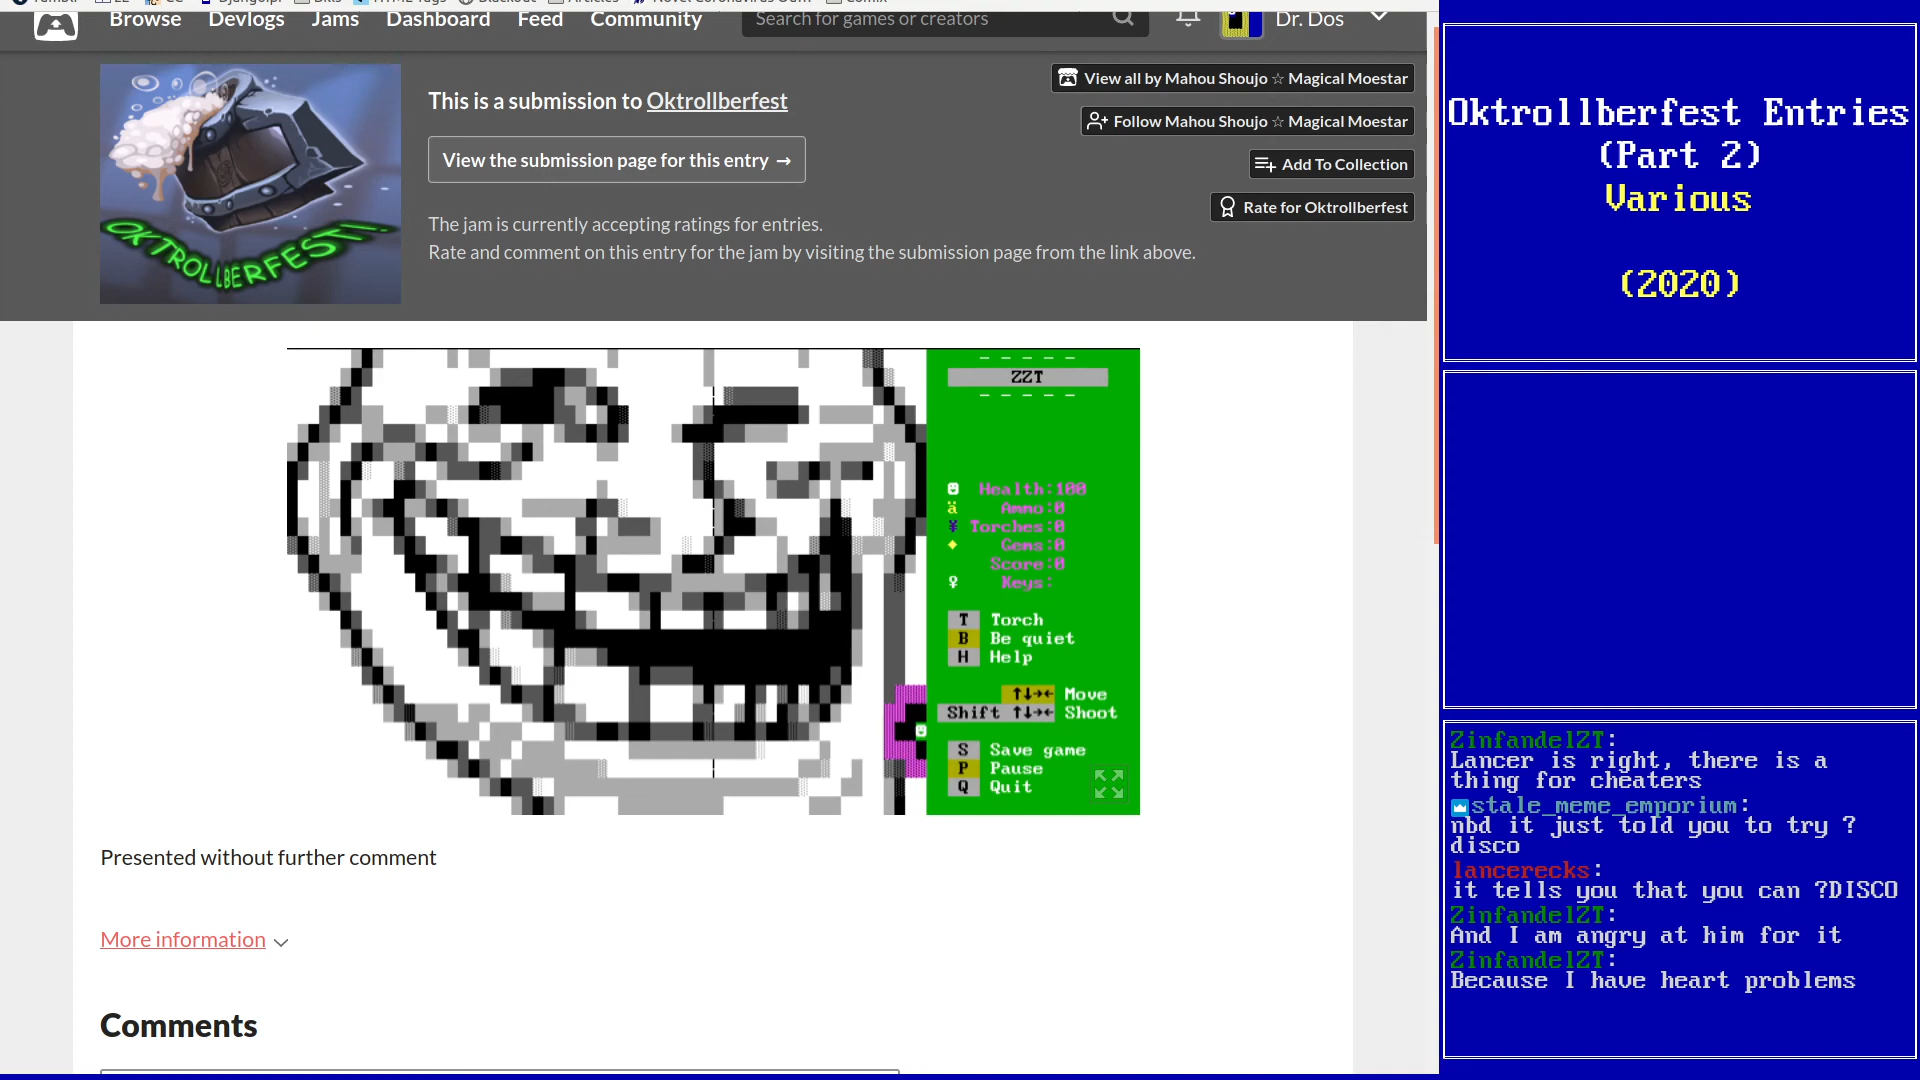 Browse Devlogs Jams Dashboard Feed Community
Search for games or creators
Dr. Dos
This is a submission to Oktrollberfest
View the submission page for this entry →
The jam is currently accepting ratings for entries.
Rate and comment on this entry for the jam by visiting the submission page from the link above.
View all by Mahou Shoujo ☆ Magical Moestar
Follow Mahou Shoujo ☆ Magical Moestar
Add To Collection
Rate for Oktrollberfest
OKTROLLBERFEST!
- - - - -
ZZT
- - - - -
Health:100
Ammo:0
Torches:0
Gems:0
Score:0
Keys:
T Torch
B Be quiet
H Help
↑↓→← Move
Shift ↑↓→← Shoot
S Save game
P Pause
Q Quit
Presented without further comment
More information
Comments
Oktrollberfest Entries
(Part 2)
Various
(2020)
ZinfandelZT:
Lancer is right, there is a
thing for cheaters
stale_meme_emporium:
nbd it just told you to try ?
disco
lancerecks:
it tells you that you can ?DISCO
ZinfandelZT:
And I am angry at him for it
ZinfandelZT:
Because I have heart problems